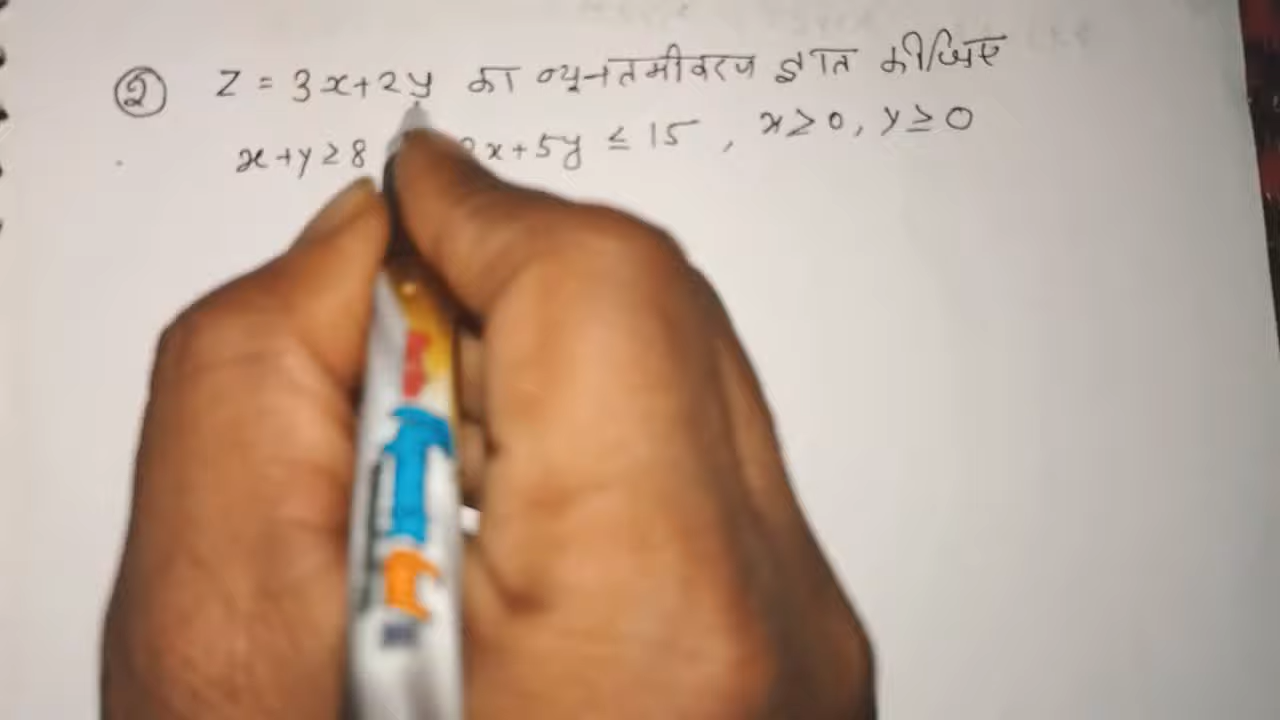 ② Z = 3x+2y का न्यूनतमीकरण ज्ञात कीजिए
x+y≥8 x+5y ≤ 15 , x≥0, y≥0